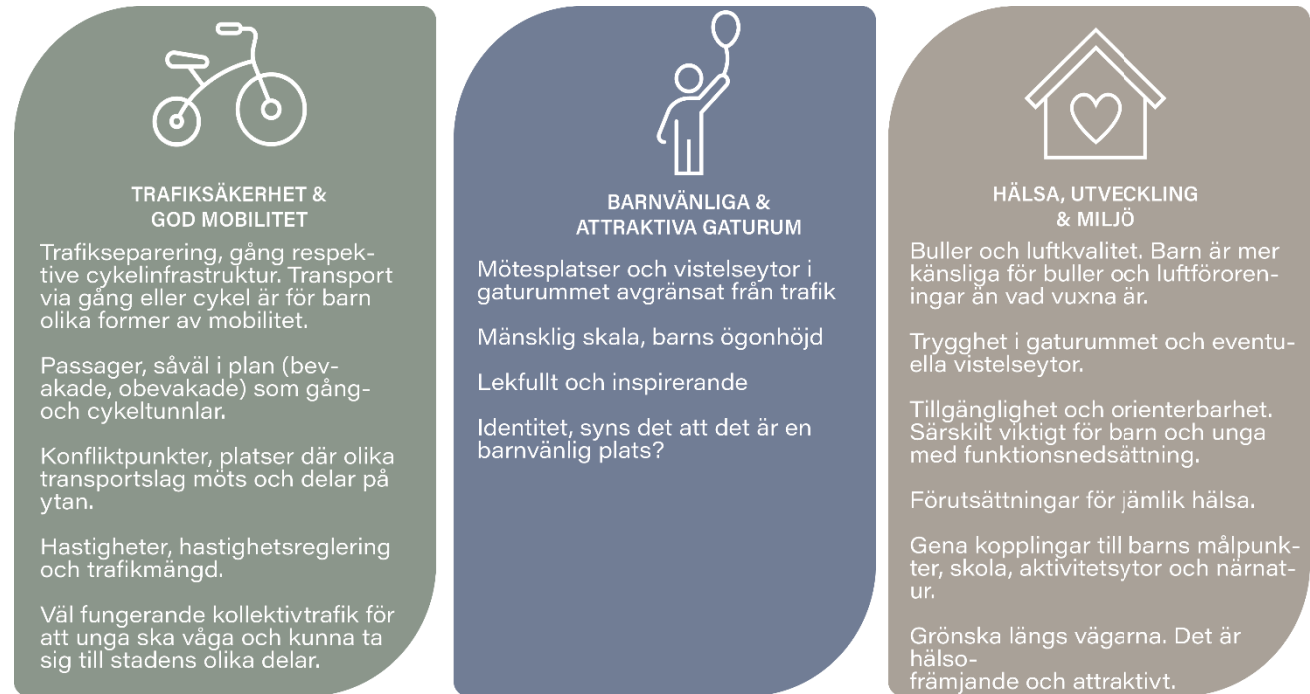 TRAFIKSÄKERHET &
GOD MOBILITET
Trafikseparering, gång respek-
tive cykelinfrastruktur. Transport
via gång eller cykel är för barn
olika former av mobilitet.
Passager, såväl i plan (bev-
akade, obevakade) som gång-
och cykeltunnlar.
Konfliktpunkter, platser där olika
transportslag möts och delar på
ytan.
Hastigheter, hastighetsreglering
och trafikmängd.
Väl fungerande kollektivtrafik för
att unga ska våga och kunna ta
sig till stadens olika delar.
BARNVÄNLIGA &
ATTRAKTIVA GATURUM
Mötesplatser och vistelseytor i
gaturummet avgränsat från trafik
Mänsklig skala, barns ögonhöjd
Lekfullt och inspirerande
Identitet, syns det att det är en
barnvänlig plats?
HÄLSA, UTVECKLING
& MILJÖ
Buller och luftkvalitet. Barn är mer
känsliga för buller och luftföroren-
ingar än vad vuxna är.
Trygghet i gaturummet och eventu-
ella vistelseytor.
Tillgänglighet och orienterbarhet.
Särskilt viktigt för barn och unga
med funktionsnedsättning.
Förutsättningar för jämlik hälsa.
Gena kopplingar till barns målpunk-
ter, skola, aktivitetsytor och närnat-
ur.
Grönska längs vägarna. Det är
hälso-
främjande och attraktivt.